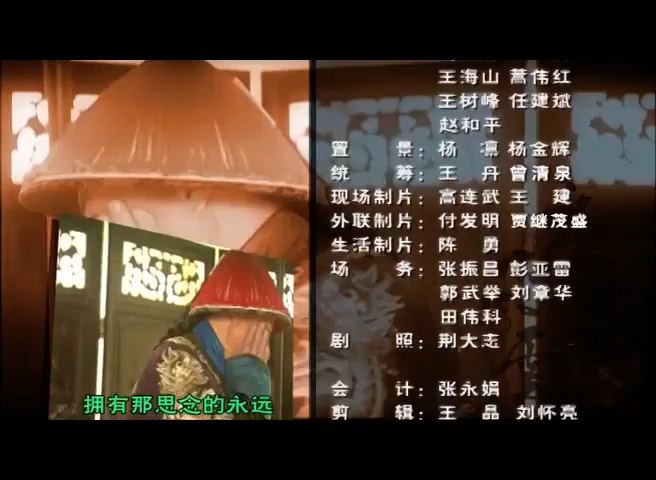 王海山 蒿伟红
王树峰 任建斌
赵和平
置 景：杨 凛 杨金辉
统 筹：王 丹 曾清泉
现场制片：高连武 王 建
外联制片：付发明 贾继茂盛
生活制片：陈 勇
场 务：张振昌 彭亚雷
郭武举 刘章华
田伟科
剧 照：荆大志
会 计：张永娟
剪 辑：王 晶 刘怀亮
拥有那思念的永远